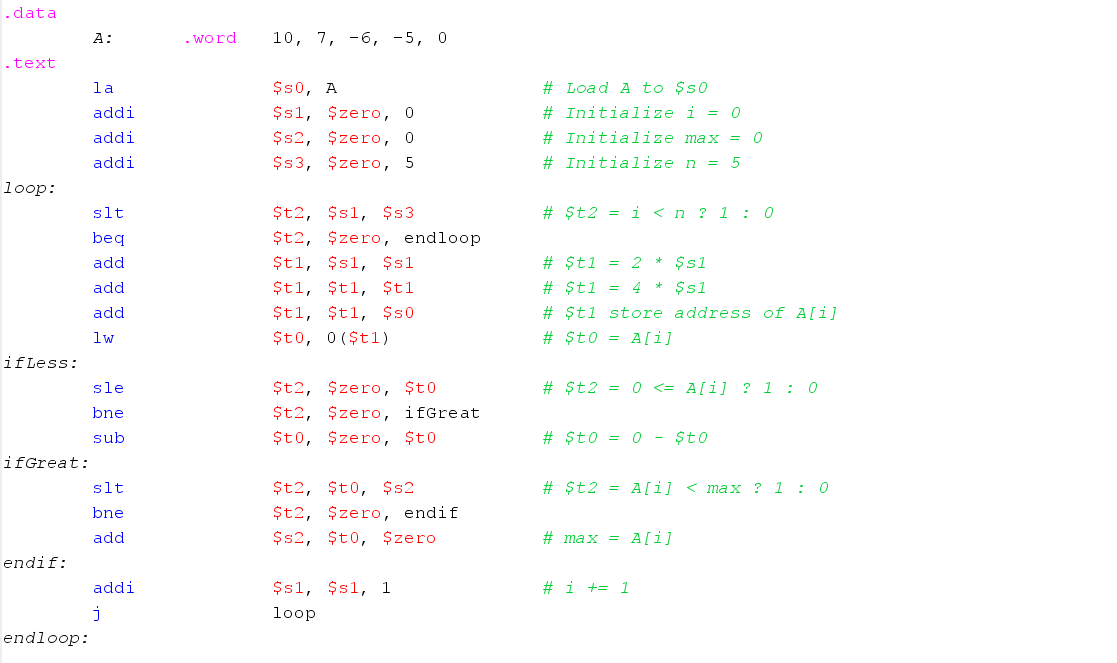 .data
A: .word 10, 7, -6, -5, 0
.text
la $s0, A # Load A to $s0
addi $s1, $zero, 0 # Initialize i = 0
addi $s2, $zero, 0 # Initialize max = 0
addi $s3, $zero, 5 # Initialize n = 5
loop:
slt $t2, $s1, $s3 # $t2 = i < n ? 1 : 0
beq $t2, $zero, endloop
add $t1, $s1, $s1 # $t1 = 2 * $s1
add $t1, $t1, $t1 # $t1 = 4 * $s1
add $t1, $t1, $s0 # $t1 store address of A[i]
lw $t0, 0($t1) # $t0 = A[i]
ifLess:
sle $t2, $zero, $t0 # $t2 = 0 <= A[i] ? 1 : 0
bne $t2, $zero, ifGreat
sub $t0, $zero, $t0 # $t0 = 0 - $t0
ifGreat:
slt $t2, $t0, $s2 # $t2 = A[i] < max ? 1 : 0
bne $t2, $zero, endif
add $s2, $t0, $zero # max = A[i]
endif:
addi $s1, $s1, 1 # i += 1
j loop
endloop: